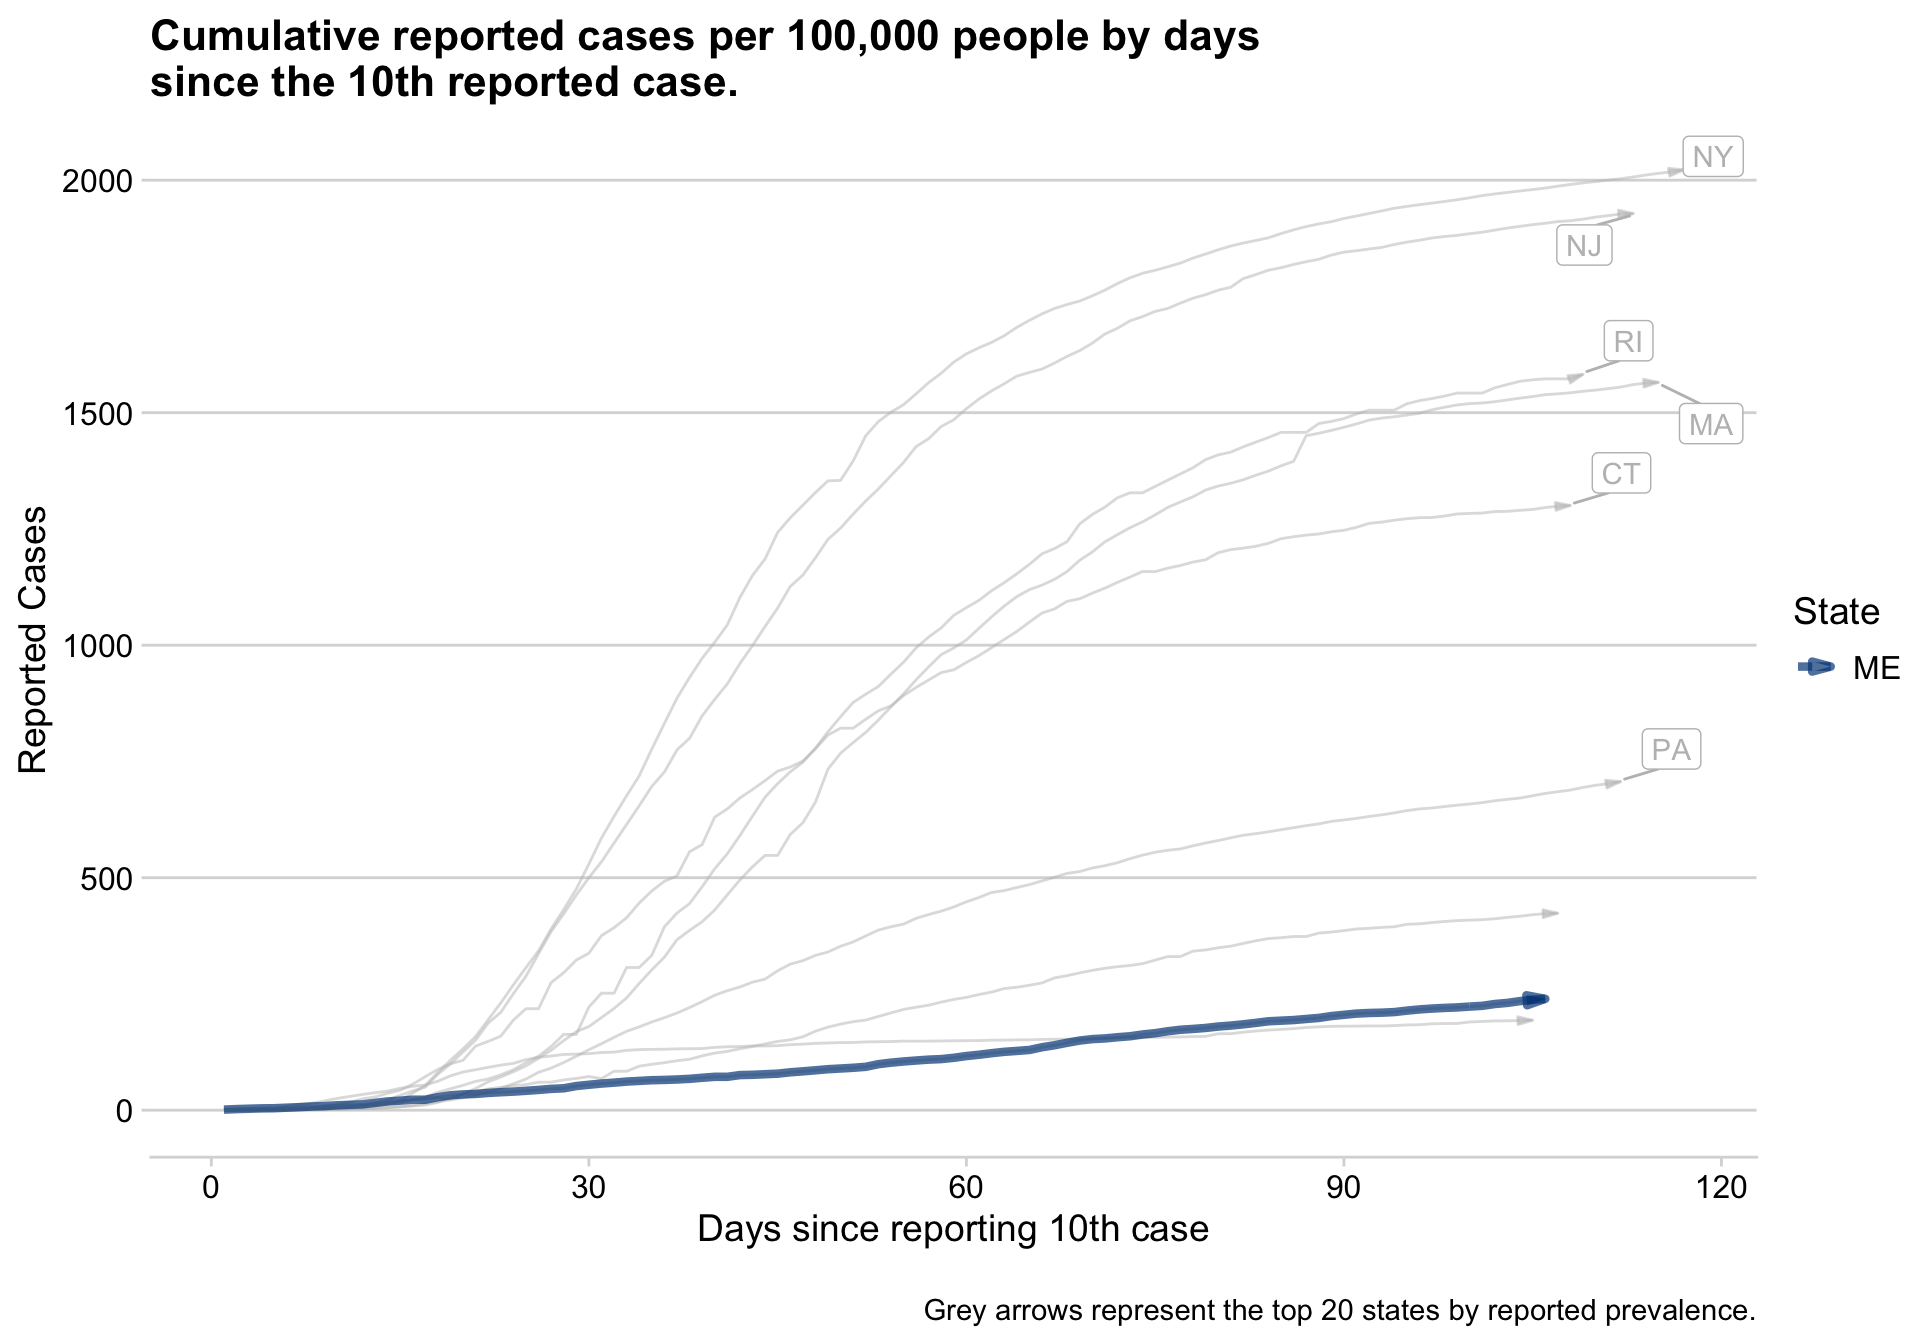 Cumulative reported cases per 100,000 people by days
since the 10th reported case.
NY
2000
NJ
RI
1500
MA
CT
Reported Cases
State
1000
ME
PA
500
0
0 30 60 90 120
Days since reporting 10th case
Grey arrows represent the top 20 states by reported prevalence.